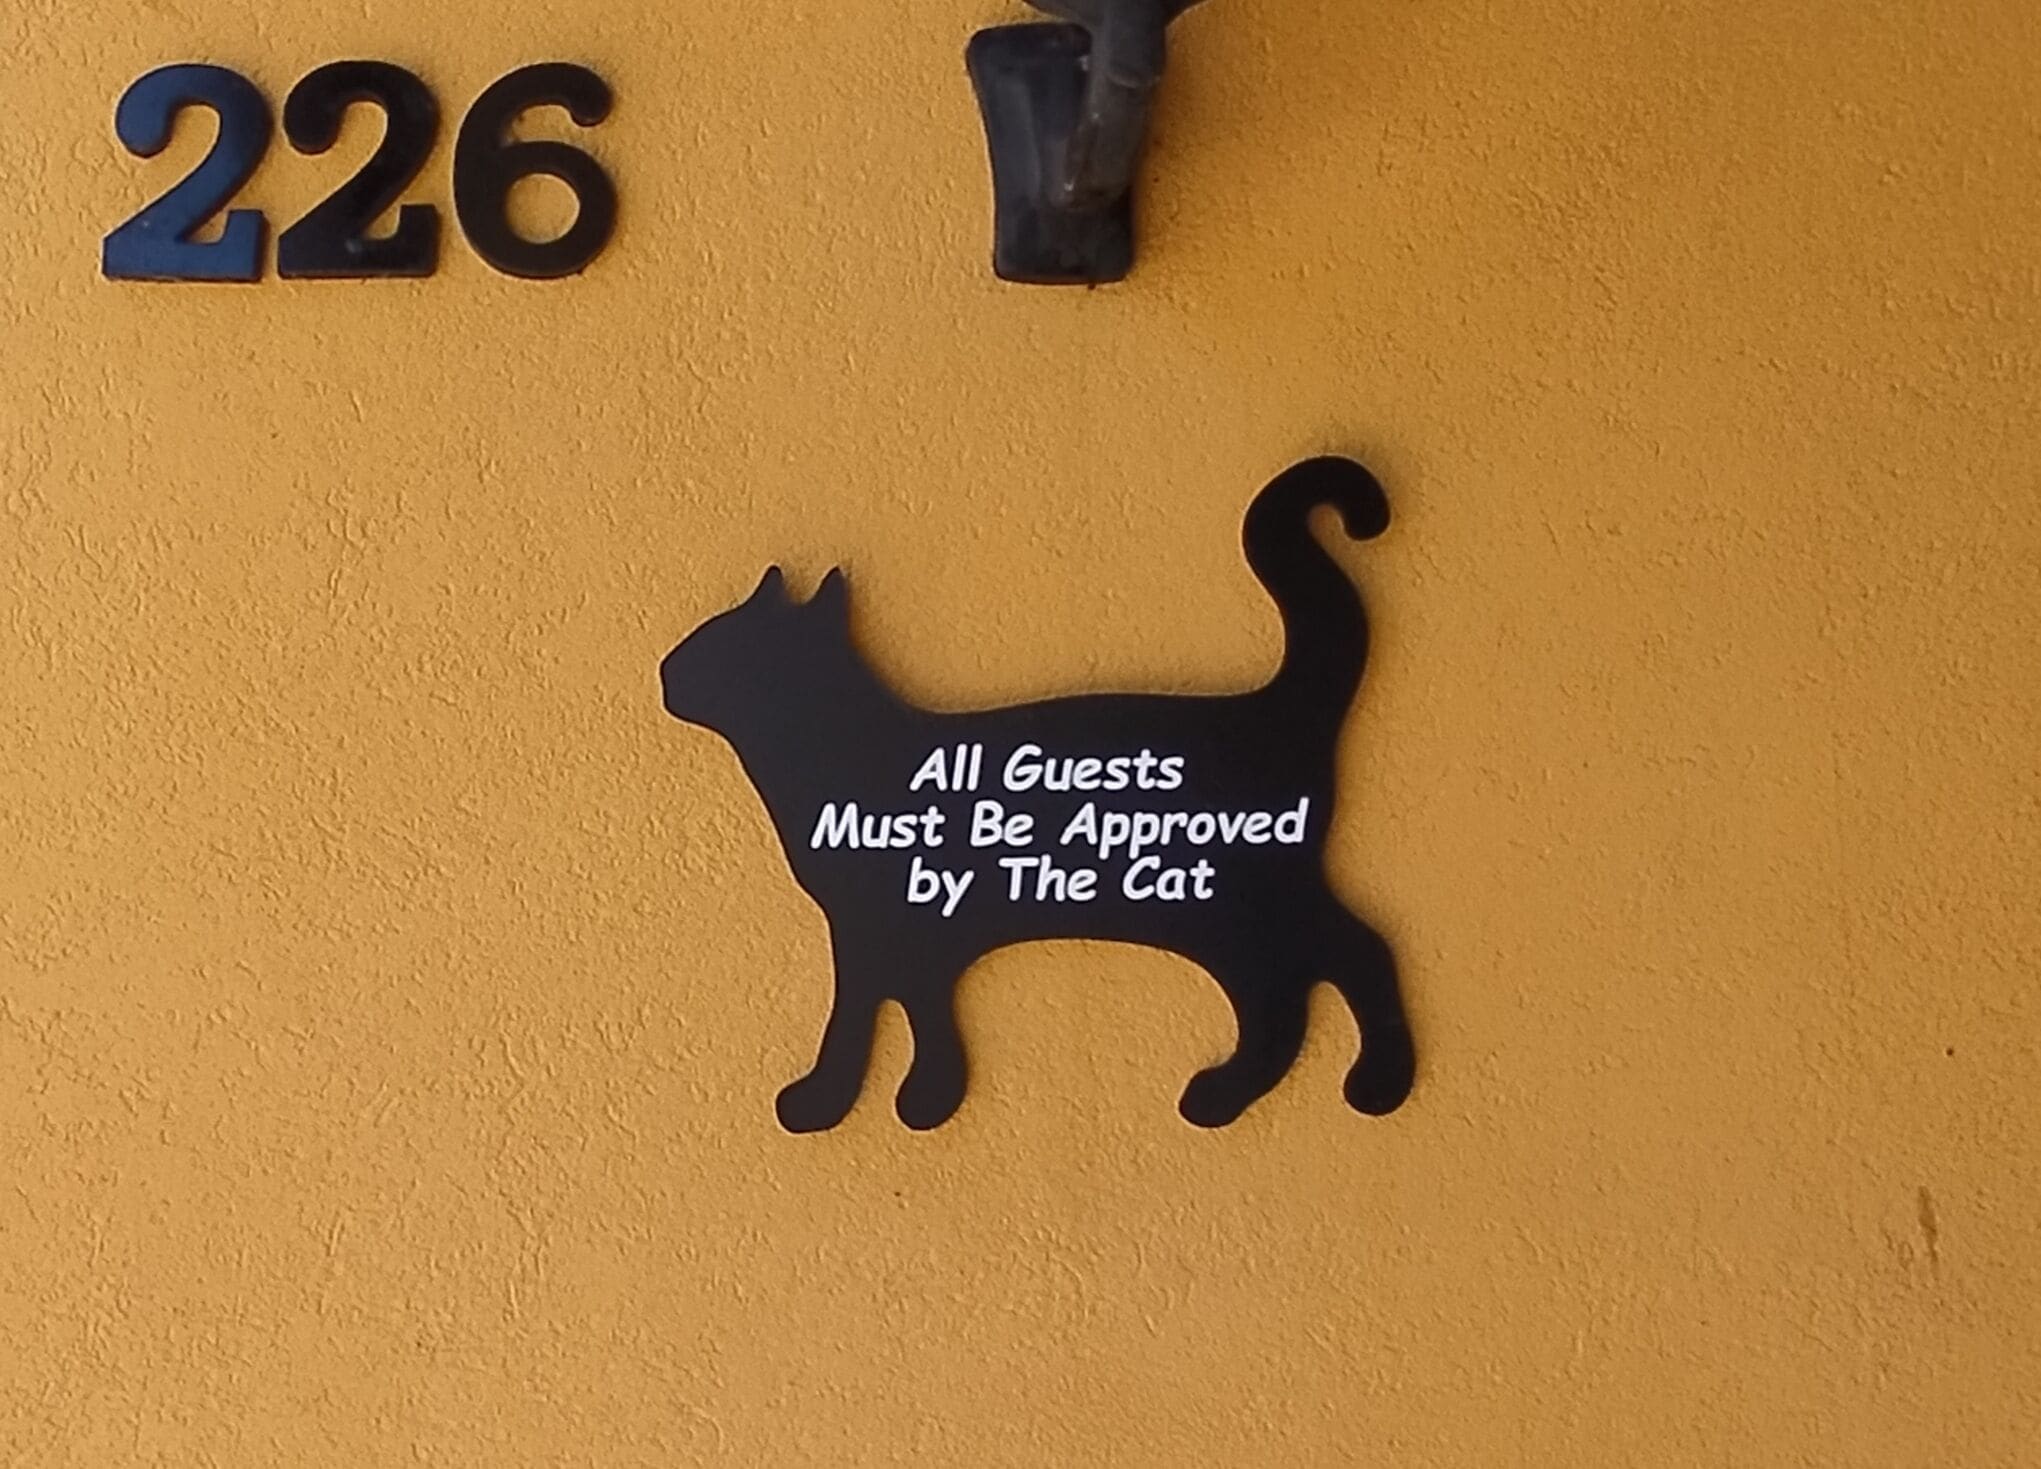 226
All Guests
Must Be Approved
by The Cat